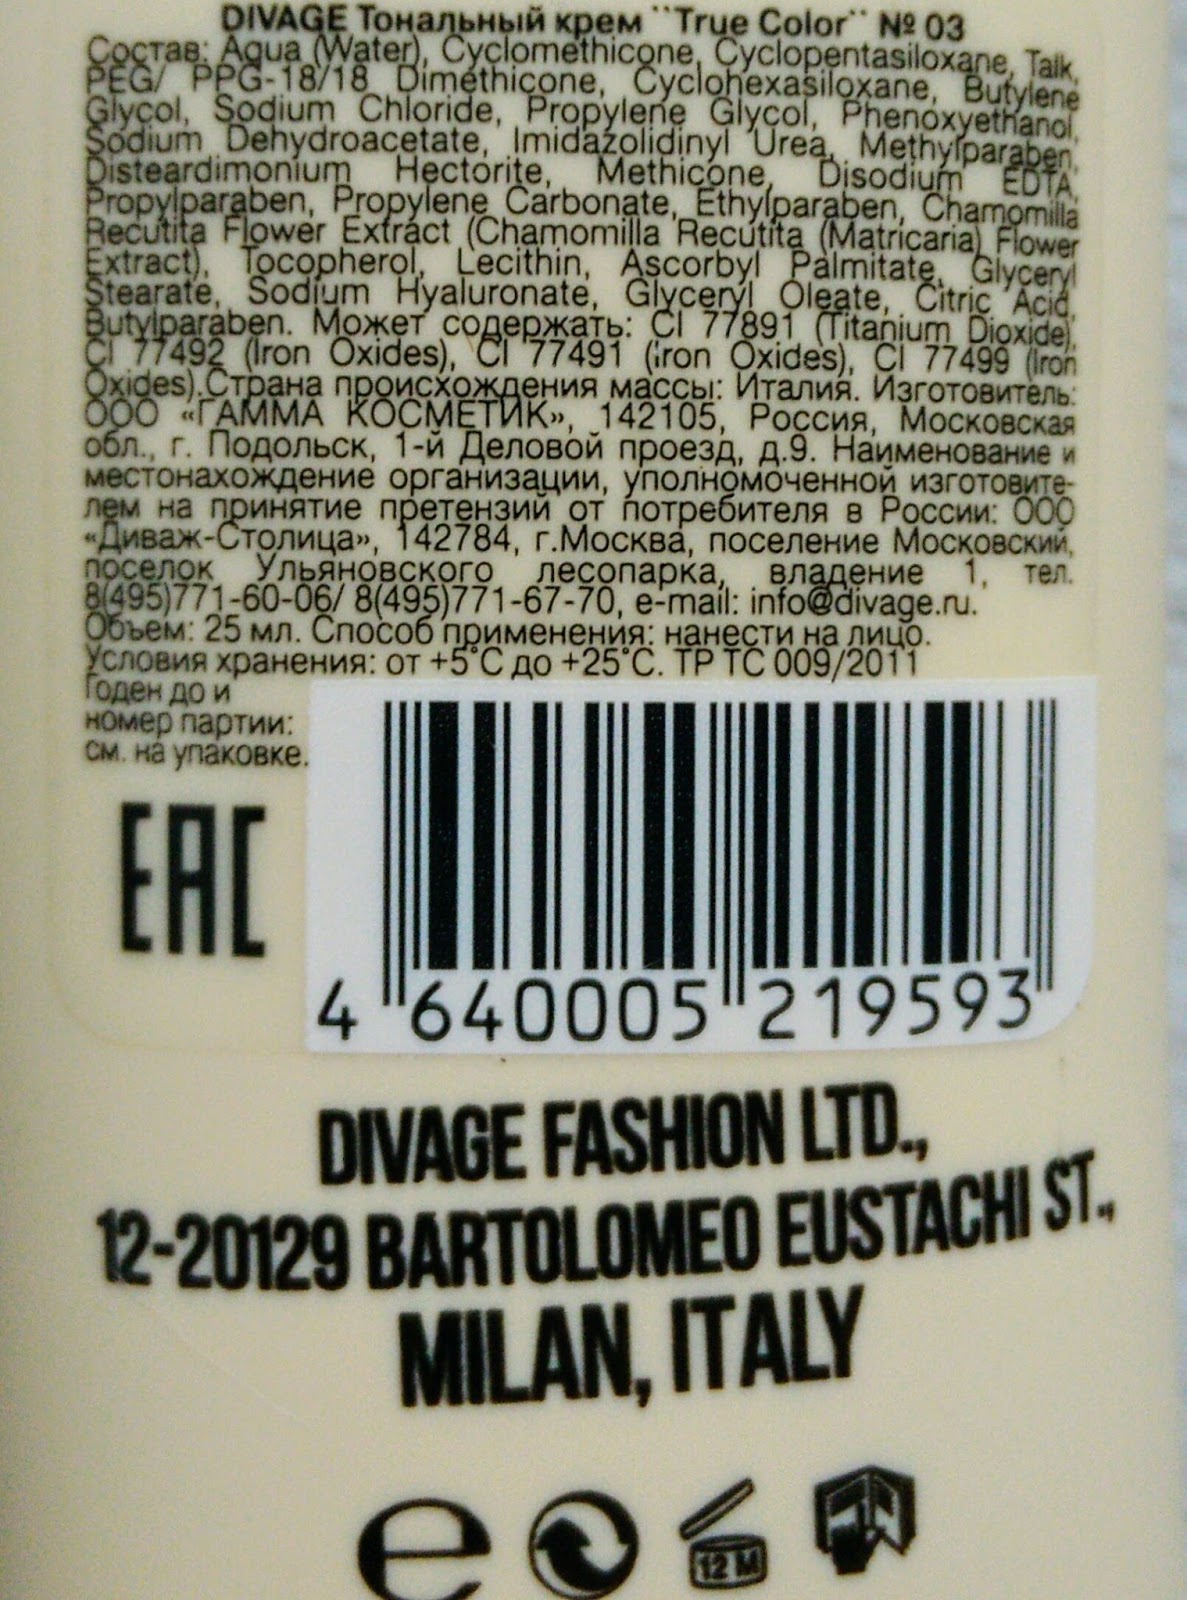 DIVAGE Тональный крем ¨True Color¨ № 03
Состав: Aqua (Water), Cyclomethicone, Cyclopentasiloxane, Talk,
PEG/ PPG-18/18 Dimethicone, Cyclohexasiloxane, Butylene
Glycol, Sodium Chloride, Propylene Glycol, Phenoxyethanol,
Sodium Dehydroacetate, Imidazolidinyl Urea, Methylparaben,
Disteardimonium Hectorite, Methicone, Disodium EDTA,
Propylparaben, Propylene Carbonate, Ethylparaben, Chamomilla
Recutita Flower Extract (Chamomilla Recutita (Matricaria) Flower
Extract), Tocopherol, Lecithin, Ascorbyl Palmitate, Glyceryl
Stearate, Sodium Hyaluronate, Glyceryl Oleate, Citric Acid,
Butylparaben. Может содержать: CI 77891 (Titanium Dioxide),
CI 77492 (Iron Oxides), CI 77491 (iron Oxides), CI 77499 (Iron
Oxides).Страна происхождения массы: Италия. Изготовитель:
ООО «ГАММА КОСМЕТИК», 142105, Россия, Московская
обл., г. Подольск, 1-й Деловой проезд, д.9. Наименование и
местонахождение организации, уполномоченной изготовите-
лем на принятие претензий от потребителя в России: ООО
«Диваж-Столица», 142784, г.Москва, поселение Московский,
поселок Ульяновского лесопарка, владение 1, тел.
8(495)771-60-06/ 8(495)771-67-70, e-mail: info@divage.ru.
Объем: 25 мл. Способ применения: нанести на лицо.
Условия хранения: от +5°C до +25°C. ТР ТС 009/2011
Годен до и
номер партии:
см. на упаковке.
EAC
4 640005 219593
DIVAGE FASHION LTD.,
12-20129 BARTOLOMEO EUSTACHI ST.,
MILAN, ITALY
e
12 M